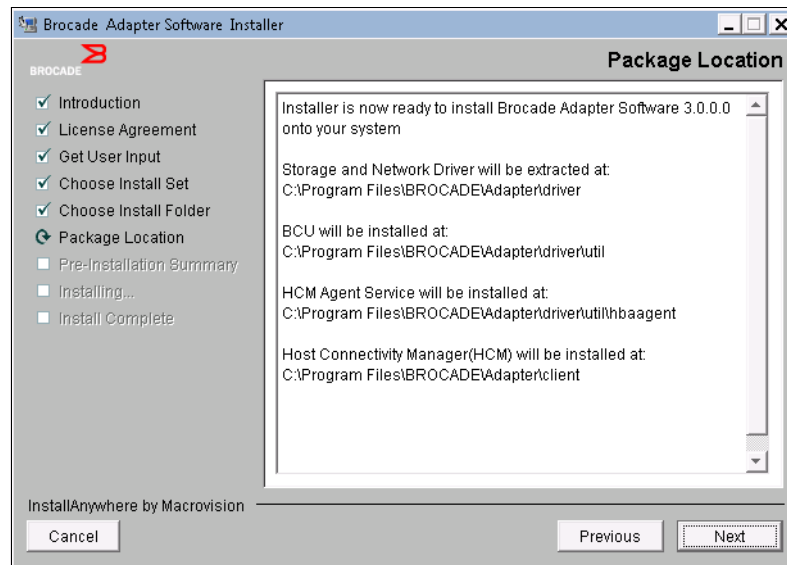 Brocade Adapter Software Installer
BROCADE
Package Location
Introduction
License Agreement
Get User Input
Choose Install Set
Choose Install Folder
Package Location
Pre-Installation Summary
Installing...
Install Complete
Installer is now ready to install Brocade Adapter Software 3.0.0.0
onto your system
Storage and Network Driver will be extracted at:
C:\Program Files\BROCADE\Adapter\driver
BCU will be installed at:
C:\Program Files\BROCADE\Adapter\driver\util
HCM Agent Service will be installed at:
C:\Program Files\BROCADE\Adapter\driver\util\hbaagent
Host Connectivity Manager(HCM) will be installed at:
C:\Program Files\BROCADE\Adapter\client
InstallAnywhere by Macrovision
Cancel
Previous
Next